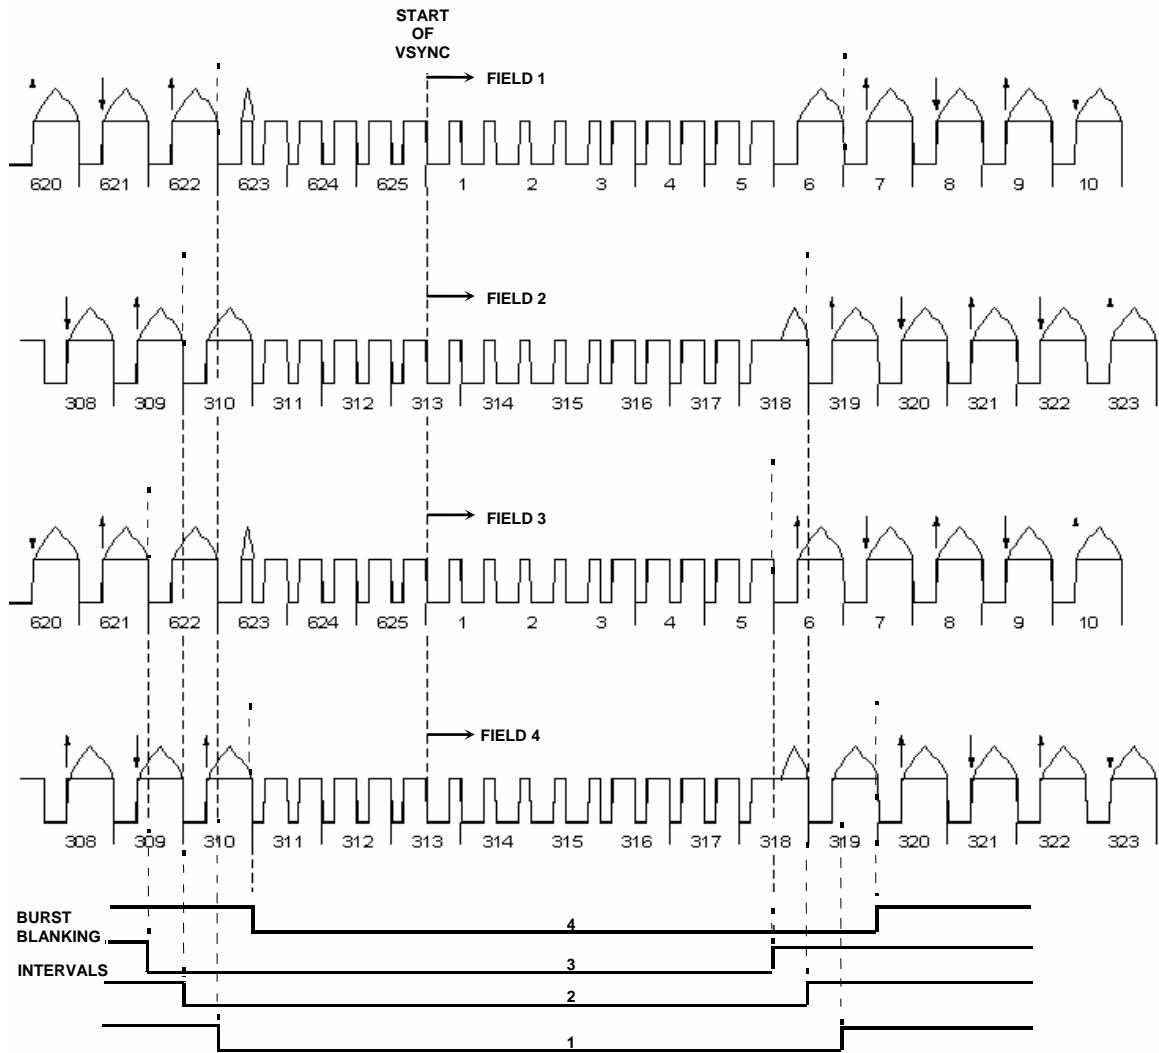 START
OF
VSYNC
FIELD 1
620 621 622 623 624 625 1 2 3 4 5 6 7 8 9 10
FIELD 2
308 309 310 311 312 313 314 315 316 317 318 319 320 321 322 323
FIELD 3
620 621 622 623 624 625 1 2 3 4 5 6 7 8 9 10
FIELD 4
308 309 310 311 312 313 314 315 316 317 318 319 320 321 322 323
BURST
BLANKING
INTERVALS
4
3
2
1